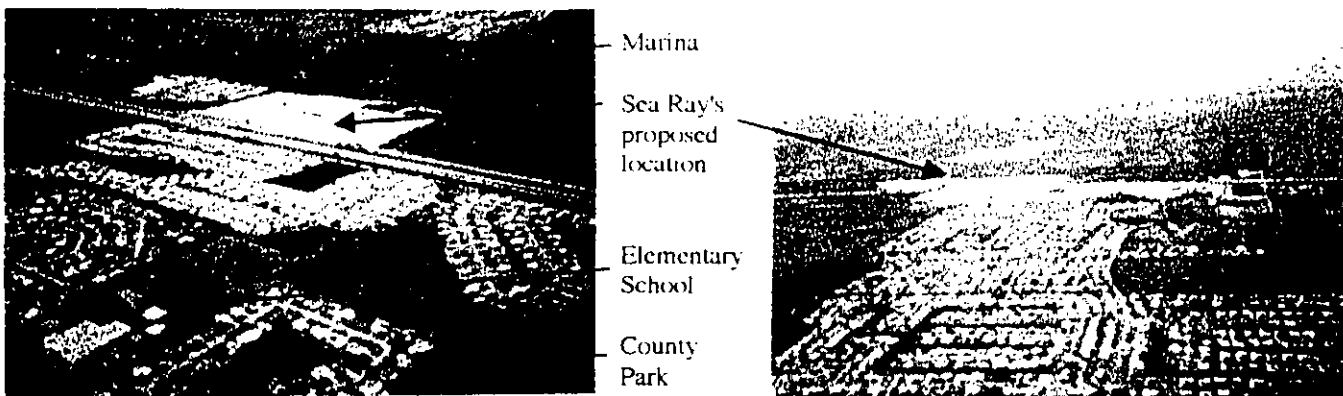 Marina
Sea Ray's
proposed
location
Elementary
School
County
Park